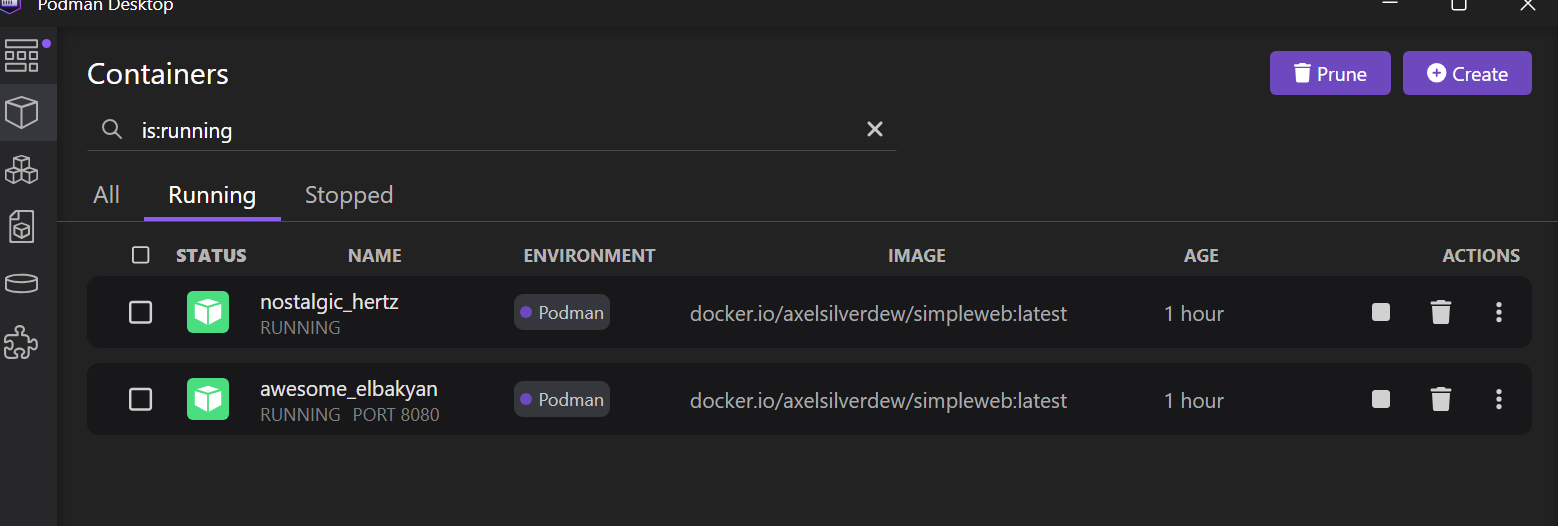 Podman Desktop
Containers
Prune
Create
is:running
All Running Stopped
STATUS NAME ENVIRONMENT IMAGE AGE ACTIONS
nostalgic_hertz
RUNNING
Podman
docker.io/axelsilverdew/simpleweb:latest
1 hour
awesome_elbakyan
RUNNING PORT 8080
Podman
docker.io/axelsilverdew/simpleweb:latest
1 hour